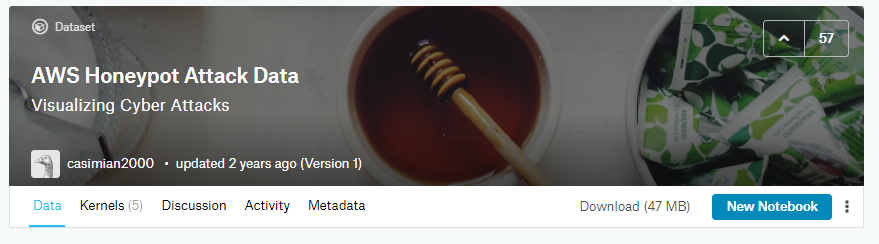 Dataset
57
AWS Honeypot Attack Data
Visualizing Cyber Attacks
casimian2000 • updated 2 years ago (Version 1)
Data Kernels (5) Discussion Activity Metadata Download (47 MB) New Notebook